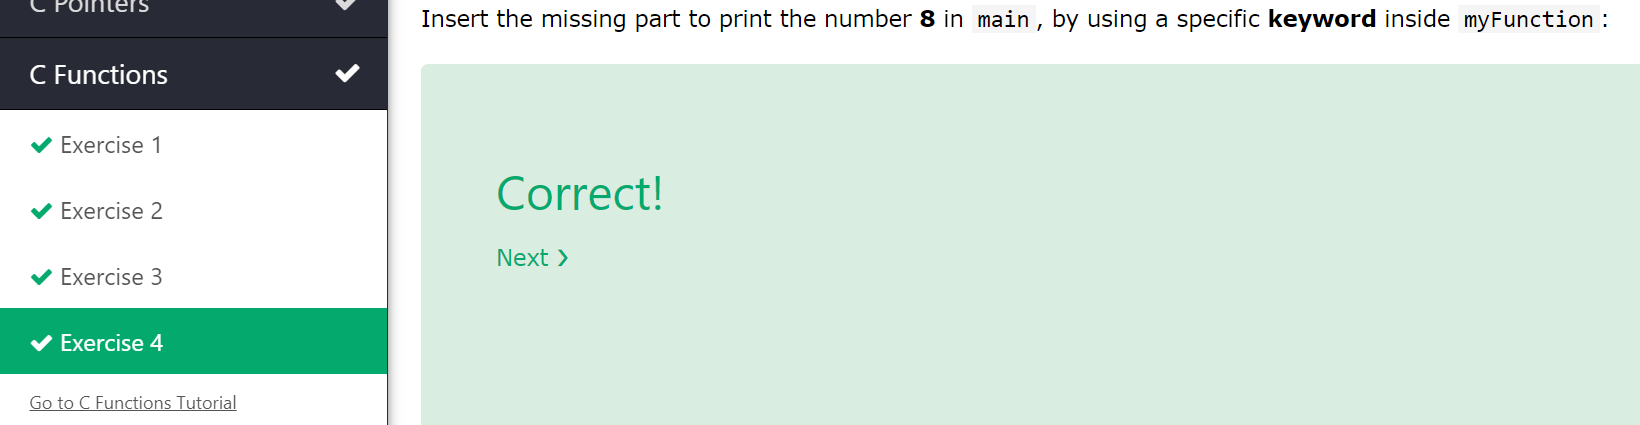 C Pointers
Insert the missing part to print the number 8 in main, by using a specific keyword inside myFunction:
C Functions
Exercise 1
Exercise 2
Exercise 3
Exercise 4
Go to C Functions Tutorial
Correct!
Next ❯